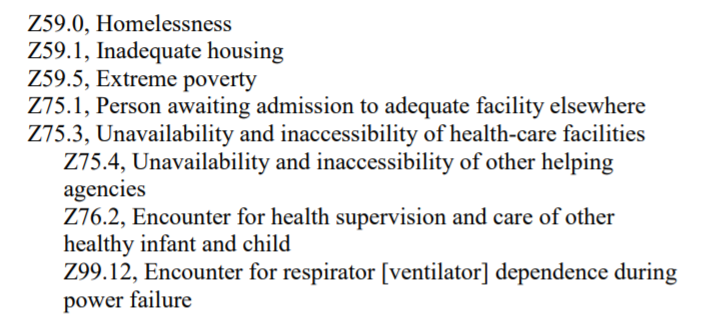 Z59.0, Homelessness
Z59.1, Inadequate housing
Z59.5, Extreme poverty
Z75.1, Person awaiting admission to adequate facility elsewhere
Z75.3, Unavailability and inaccessibility of health-care facilities
Z75.4, Unavailability and inaccessibility of other helping
agencies
Z76.2, Encounter for health supervision and care of other
healthy infant and child
Z99.12, Encounter for respirator [ventilator] dependence during
power failure